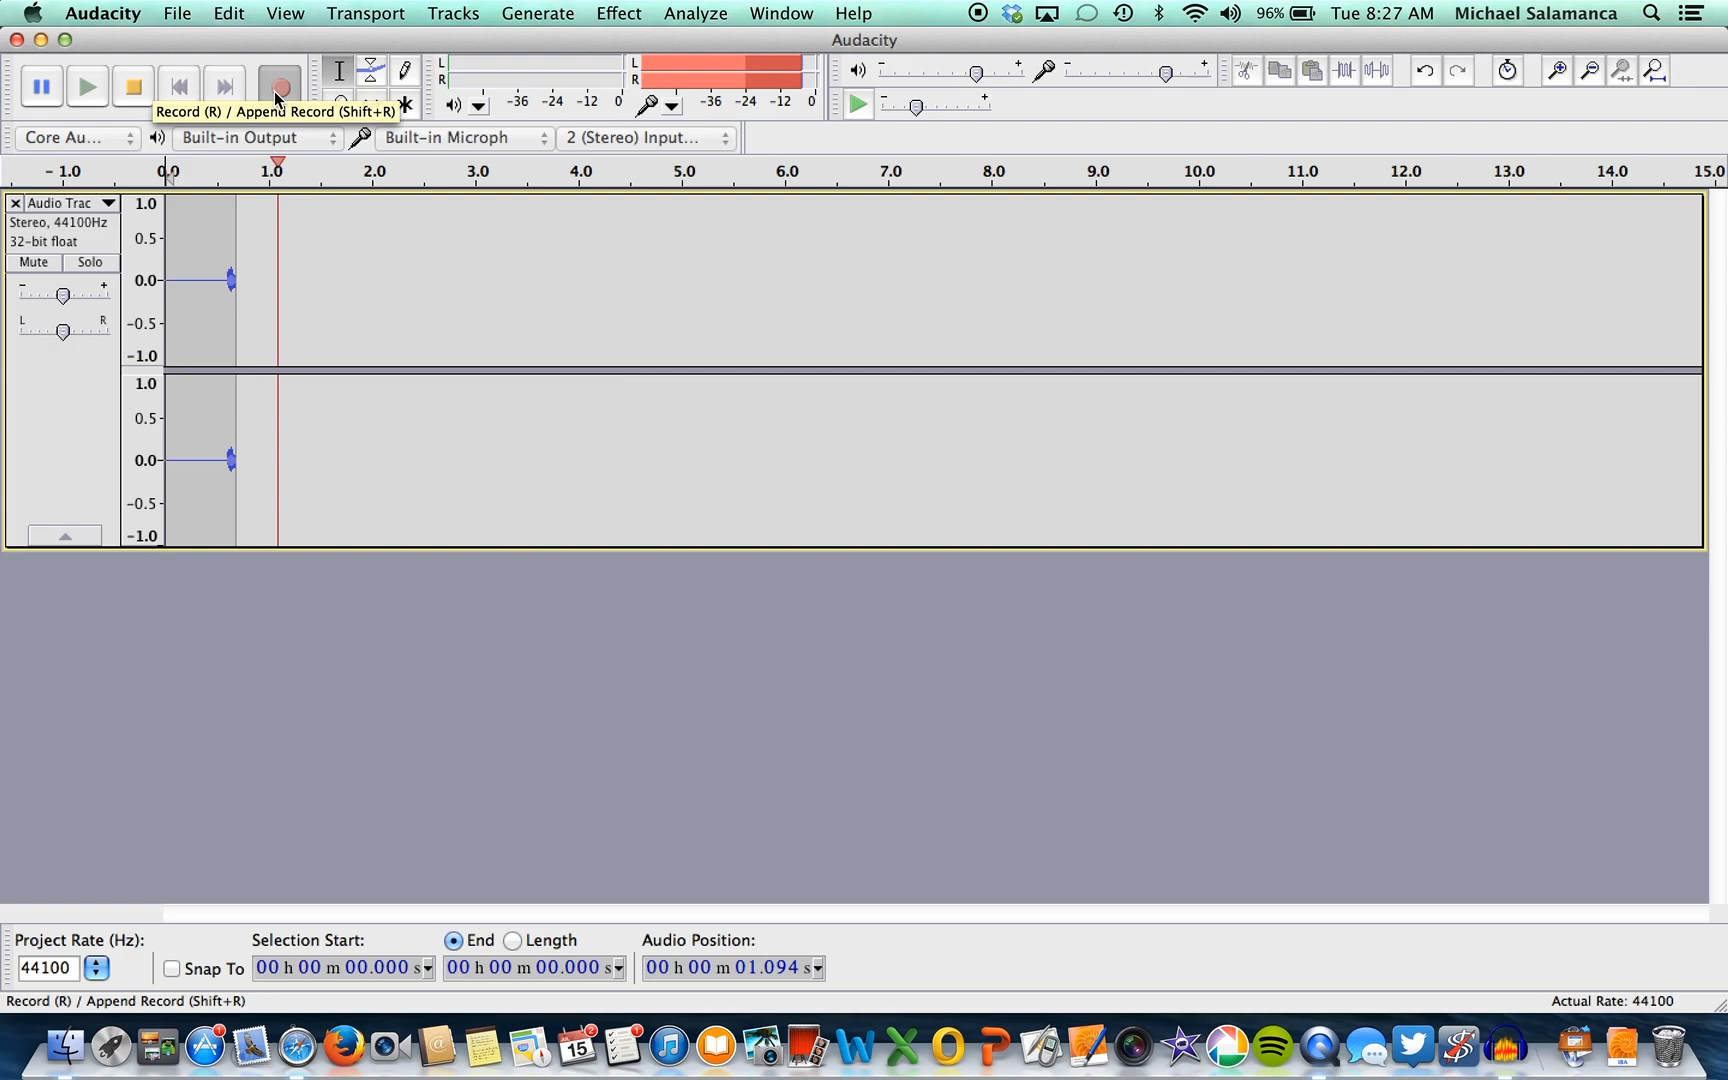 Audacity File Edit View Transport Tracks Generate Effect Analyze Window Help 96% Tue 8:27 AM Michael Salamanca
Audacity
L L
R R
-36 -24 -12 0 -36 -24 -12 0
Record (R) / Append Record (Shift+R)
Core Au... Built-in Output Built-in Microph 2 (Stereo) Input...
- 1.0 0.0 1.0 2.0 3.0 4.0 5.0 6.0 7.0 8.0 9.0 10.0 11.0 12.0 13.0 14.0 15.0
Audio Trac 1.0
Stereo, 44100Hz
32-bit float 0.5
Mute Solo
0.0
- +
L R -0.5
-1.0
1.0
0.5
0.0
-0.5
-1.0
Project Rate (Hz): Selection Start: End Length Audio Position:
44100 Snap To 00 h 00 m 00.000 s 00 h 00 m 00.000 s 00 h 00 m 01.094 s
Record (R) / Append Record (Shift+R) Actual Rate: 44100